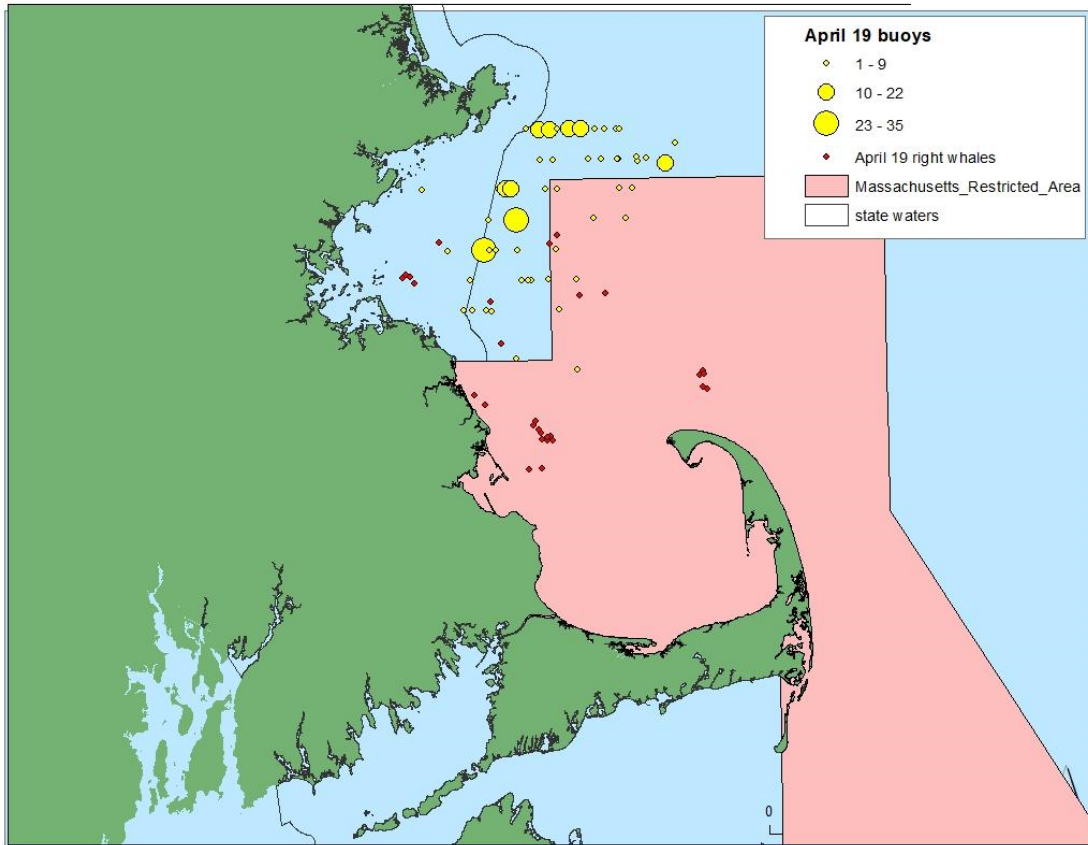 April 19 buoys
1 - 9
10 - 22
23 - 35
April 19 right whales
Massachusetts_Restricted_Area
state waters
0